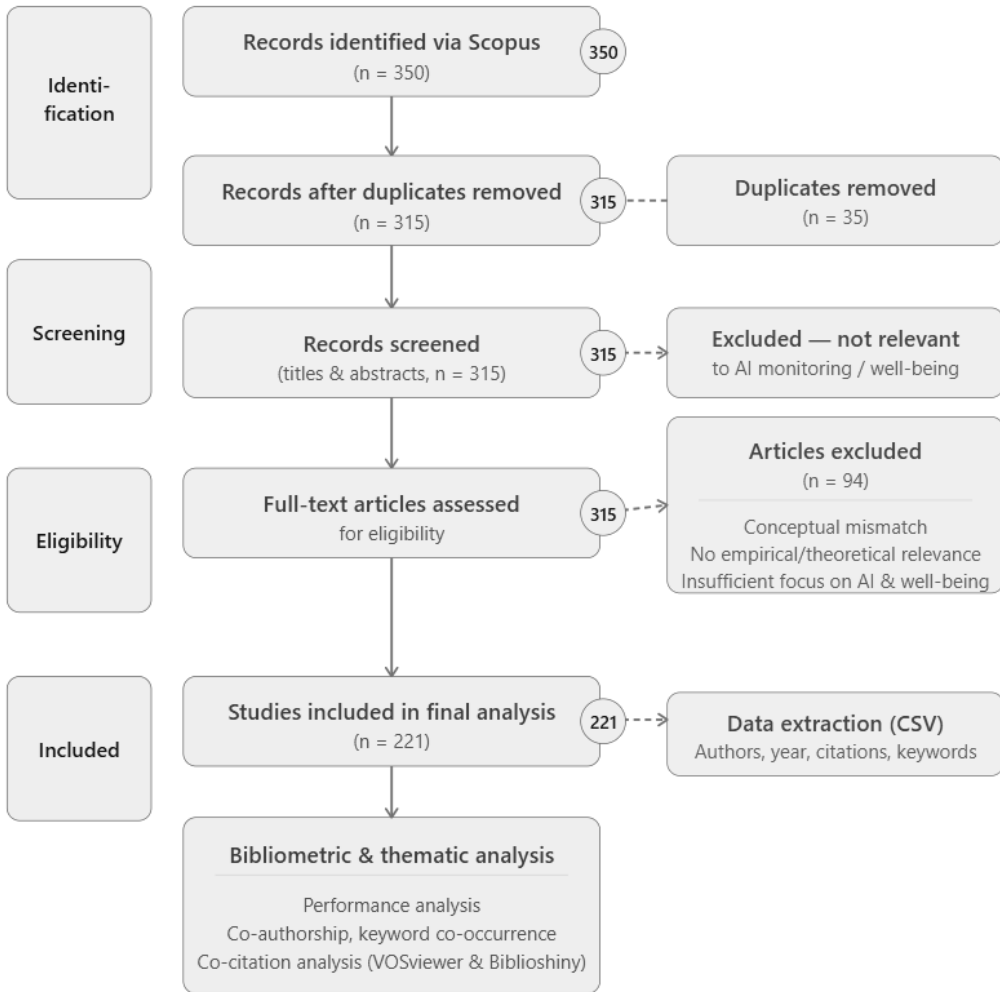 Identi-
fication
Records identified via Scopus
(n = 350)
350
Records after duplicates removed
(n = 315)
315
Duplicates removed
(n = 35)
Screening
Records screened
(titles & abstracts, n = 315)
315
Excluded — not relevant
to AI monitoring / well-being
Eligibility
Full-text articles assessed
for eligibility
315
Articles excluded
(n = 94)
Conceptual mismatch
No empirical/theoretical relevance
Insufficient focus on AI & well-being
Included
Studies included in final analysis
(n = 221)
221
Data extraction (CSV)
Authors, year, citations, keywords
Bibliometric & thematic analysis
Performance analysis
Co-authorship, keyword co-occurrence
Co-citation analysis (VOSviewer & Biblioshiny)